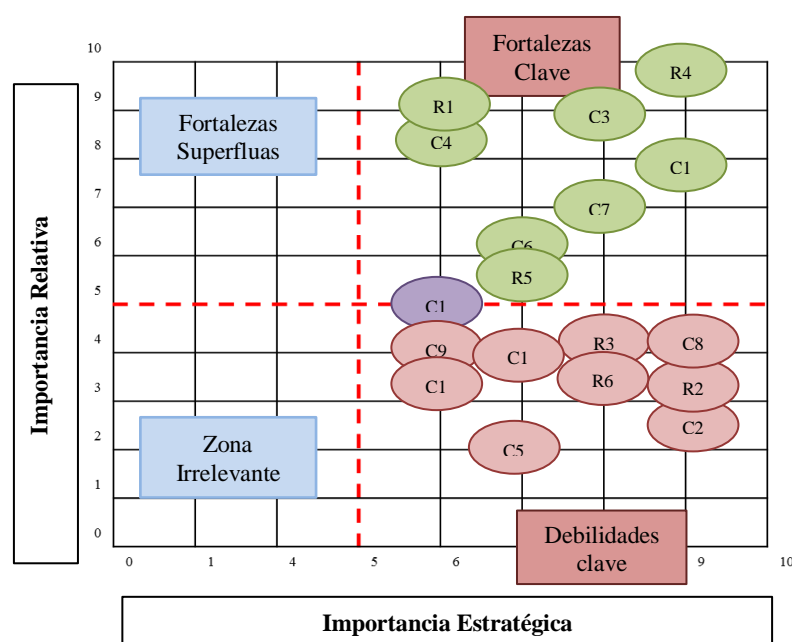 Fortalezas
Clave
R4
10
9
R1
C3
Fortalezas
Superfluas
C4
8
C1
7
C7
6
C6
R5
Importancia Relativa
5
C1
4
C9
C1
R3
C8
3
C1
R6
R2
C2
2
Zona
Irrelevante
C5
1
0
Debilidades
clave
0
1
4
5
6
9
10
Importancia Estratégica